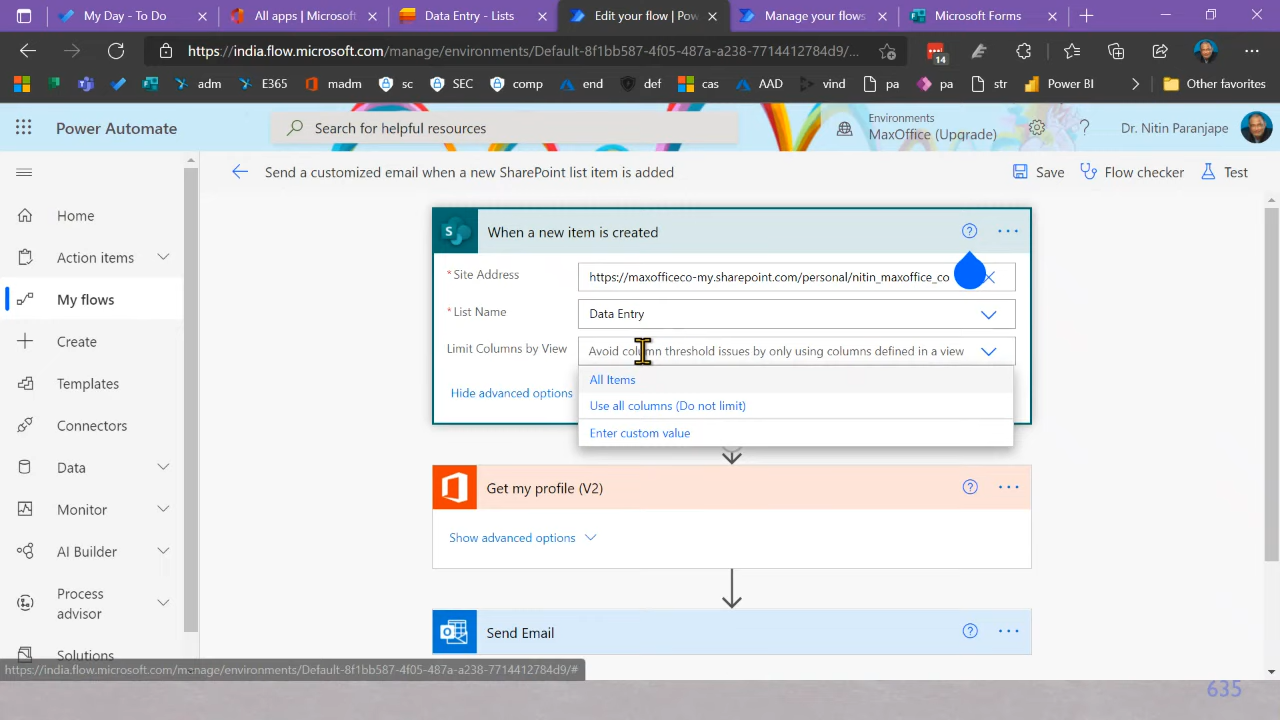 My Day - To Do
All apps | Microsoft
Data Entry - Lists
Edit your flow | Pow
Manage your flows
Microsoft Forms
https://india.flow.microsoft.com/manage/environments/Default-8f1bb587-4f05-487a-a238-7714412784d9/...
14
adm
E365
madm
sc
SEC
comp
end
def
cas
AAD
vind
pa
pa
str
Power BI
Other favorites
Power Automate
Search for helpful resources
Environments
MaxOffice (Upgrade)
Dr. Nitin Paranjape
Send a customized email when a new SharePoint list item is added
Save
Flow checker
Test
Home
Action items
My flows
Create
Templates
Connectors
Data
Monitor
AI Builder
Process
advisor
Solutions
S
When a new item is created
* Site Address
https://maxofficeco-my.sharepoint.com/personal/nitin_maxoffice_co
* List Name
Data Entry
Limit Columns by View
Avoid column threshold issues by only using columns defined in a view
All Items
Use all columns (Do not limit)
Enter custom value
Hide advanced options
Get my profile (V2)
Show advanced options
Send Email
https://india.flow.microsoft.com/manage/environments/Default-8f1bb587-4f05-487a-a238-7714412784d9/#
635